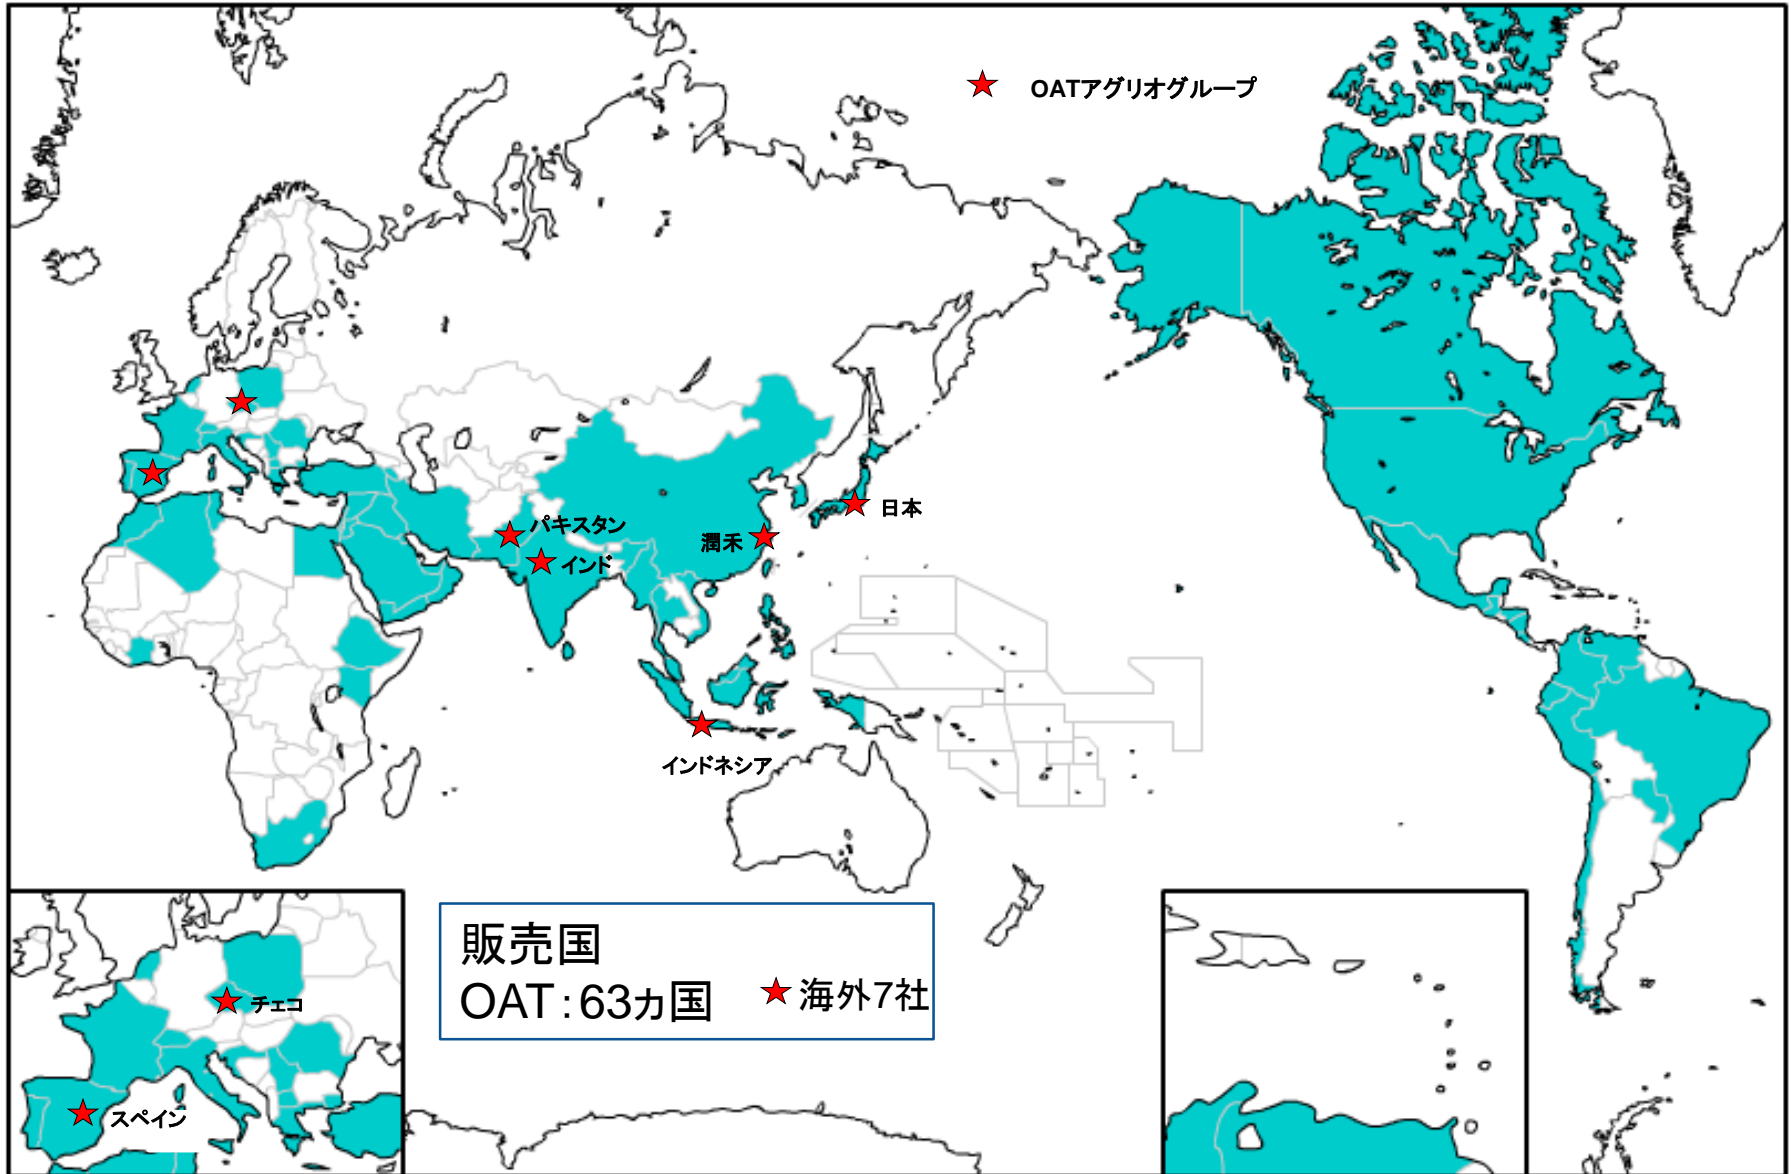 OATアグリオグループ
日本
パキスタン
潤禾
インド
インドネシア
販売国
OAT:63ヵ国
海外7社
チェコ
スペイン